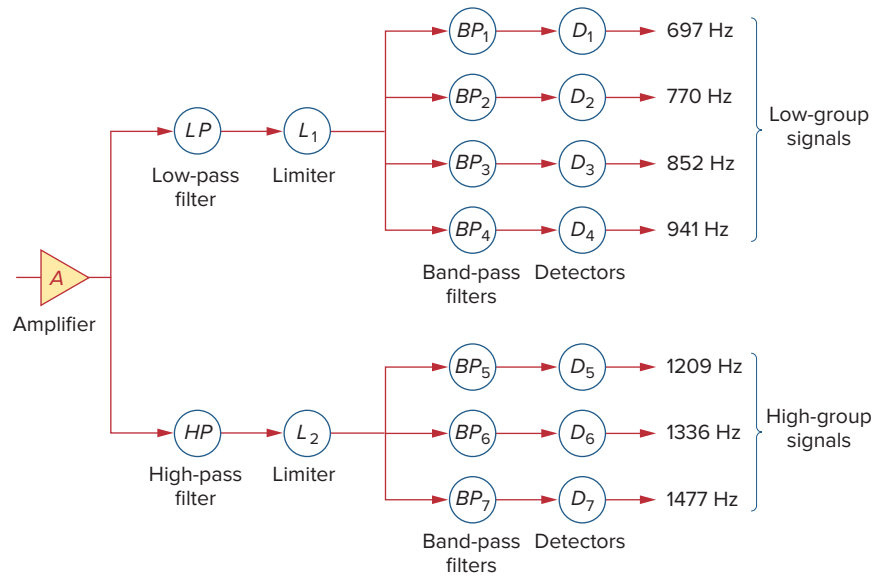 BP₁ D₁ 697 Hz
BP₂ D₂ 770 Hz
Low-group
signals
LP L₁
BP₃ D₃ 852 Hz
Low-pass
filter
Limiter
BP₄ D₄ 941 Hz
Band-pass
filters
Detectors
A
Amplifier
BP₅ D₅ 1209 Hz
HP L₂
BP₆ D₆ 1336 Hz
High-group
signals
High-pass
filter
Limiter
BP₇ D₇ 1477 Hz
Band-pass
filters
Detectors